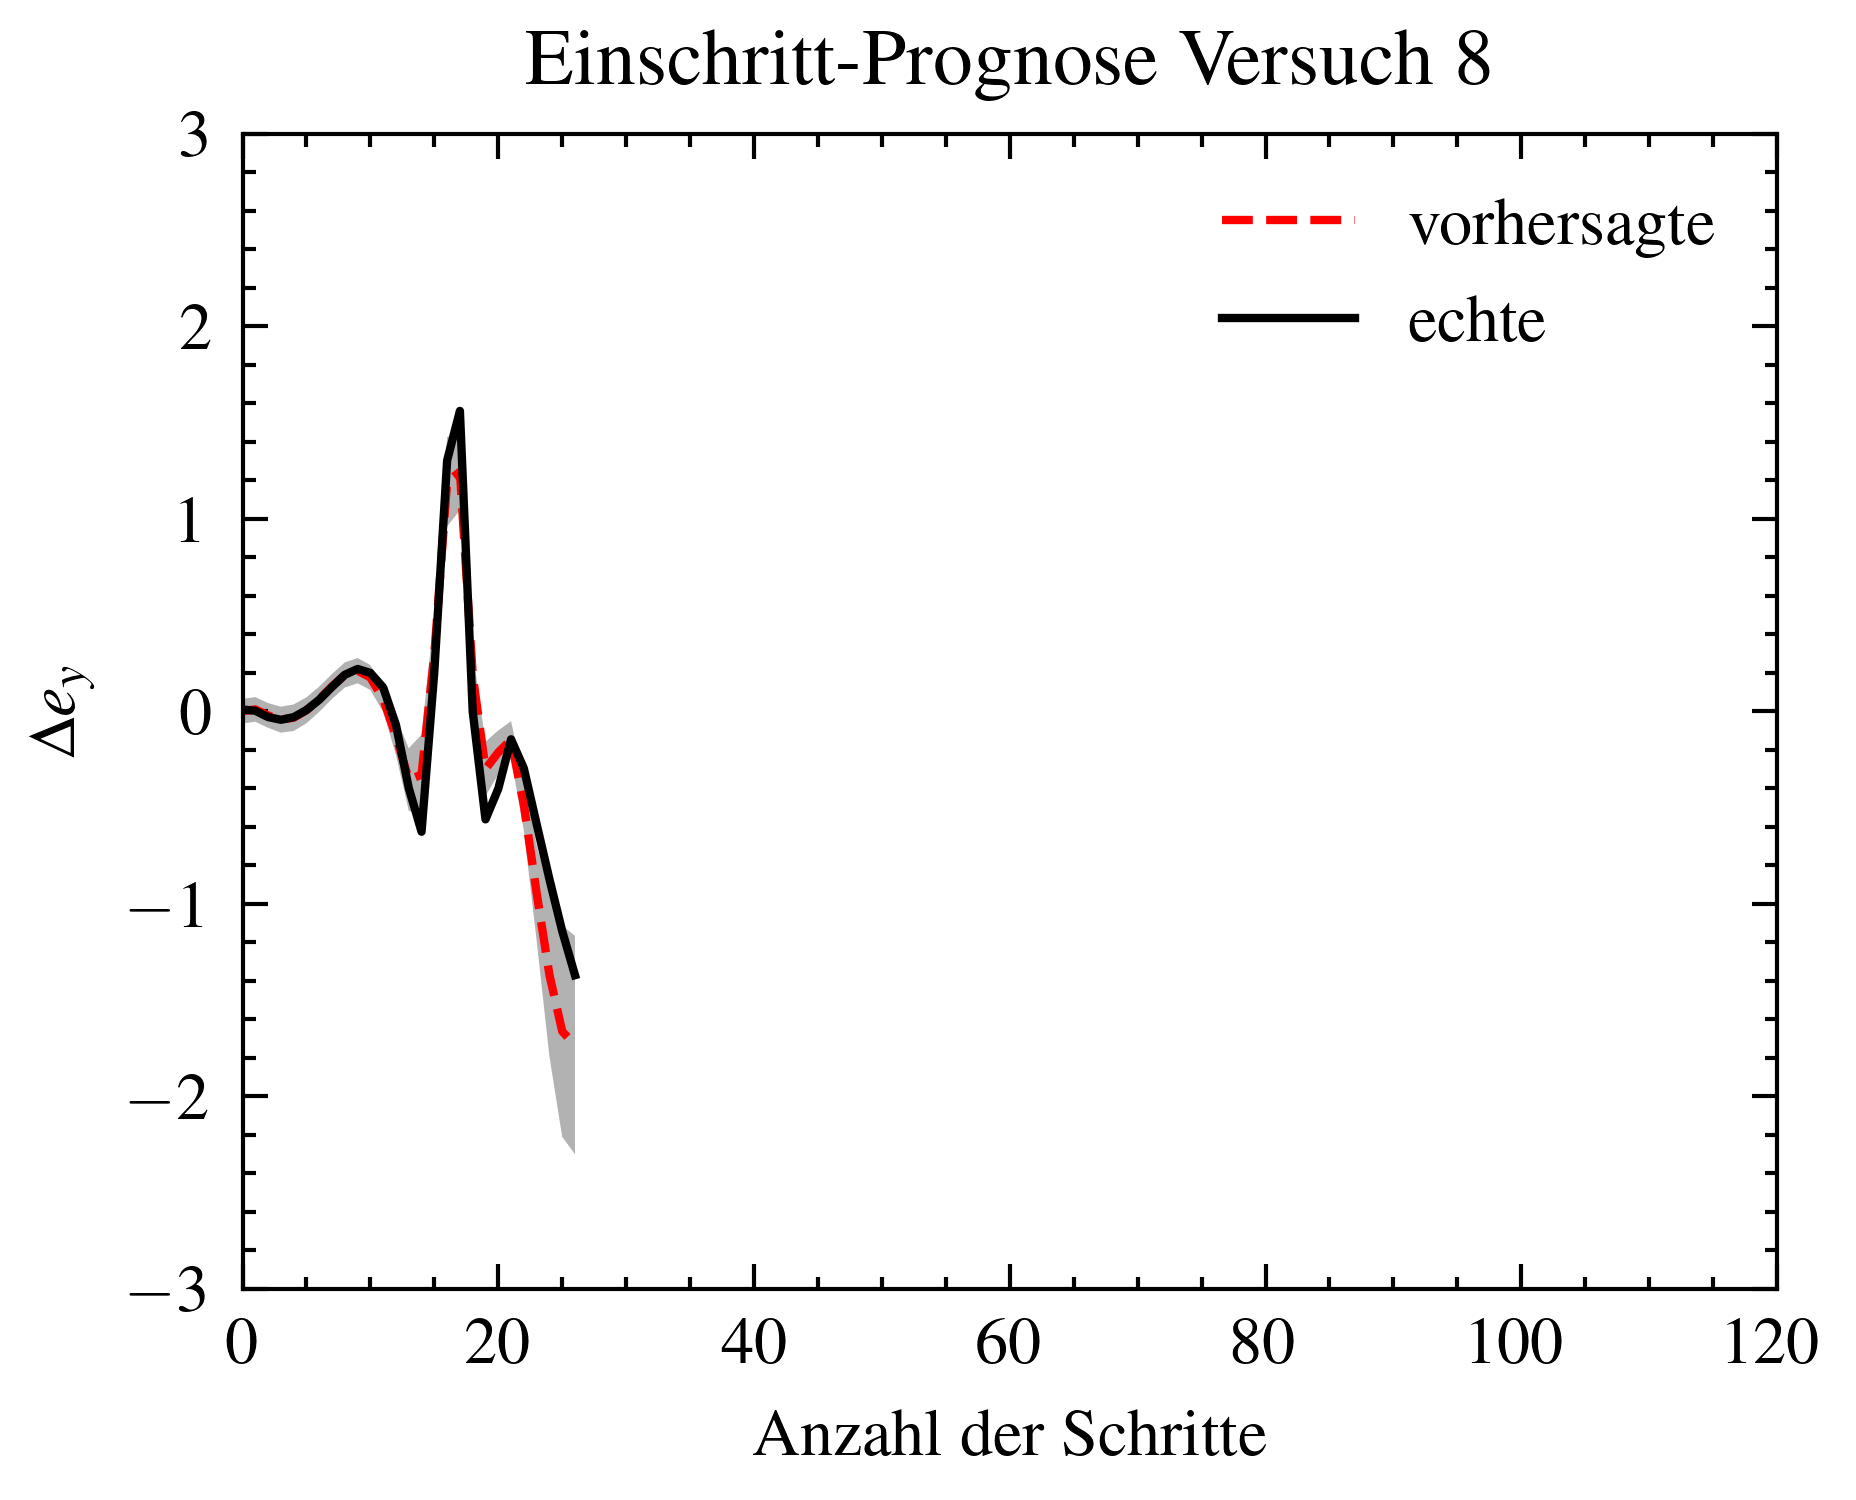 Einschritt-Prognose Versuch 8
3
2
1
0
−1
−2
−3
Δe_y
vorhersagte
echte
0 20 40 60 80 100 120
Anzahl der Schritte